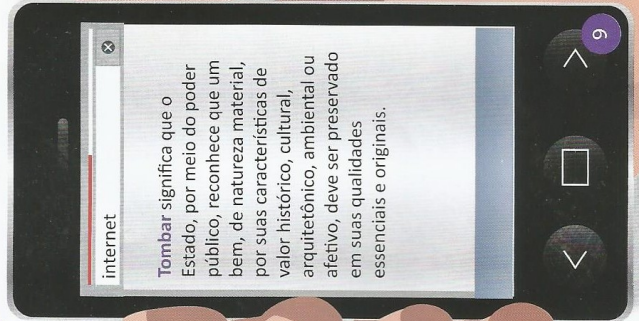 internet
Tombar significa que o
Estado, por meio do poder
público, reconhece que um
bem, de natureza material,
por suas características de
valor histórico, cultural,
arquitetônico, ambiental ou
afetivo, deve ser preservado
em suas qualidades
essenciais e originais.
9